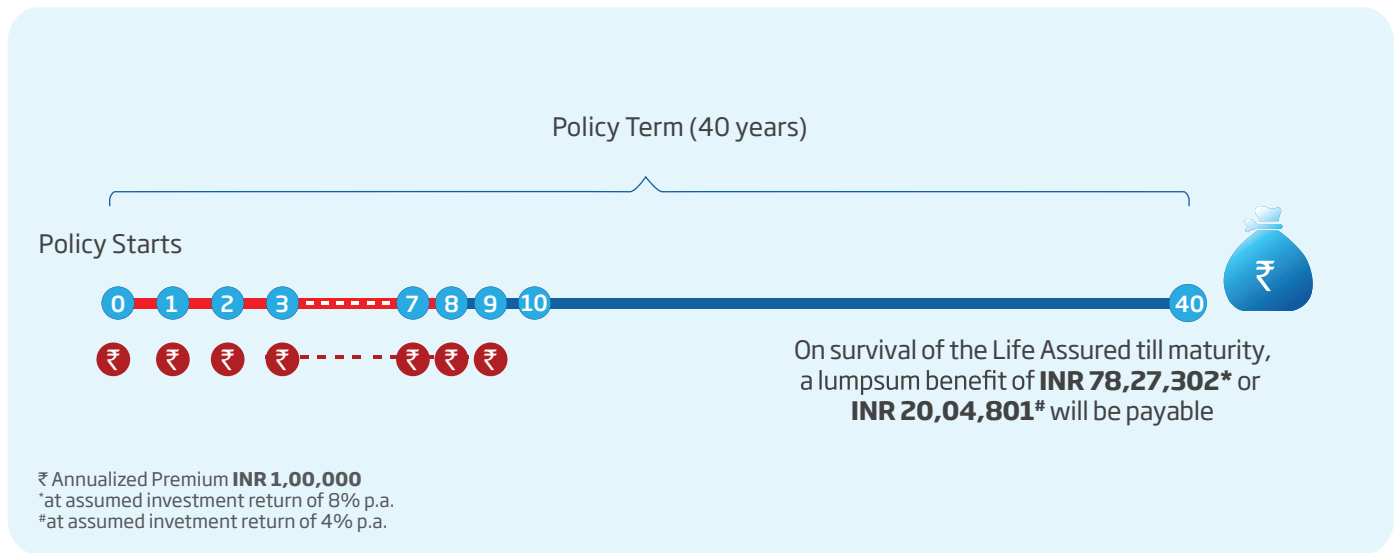 Policy Term (40 years)
Policy Starts
₹
0 1 2 3 7 8 9 10 40
₹ ₹ ₹ ₹ ₹ ₹ ₹
On survival of the Life Assured till maturity,
a lumpsum benefit of INR 78,27,302* or
INR 20,04,801# will be payable
₹ Annualized Premium INR 1,00,000
*at assumed investment return of 8% p.a.
#at assumed invetment return of 4% p.a.